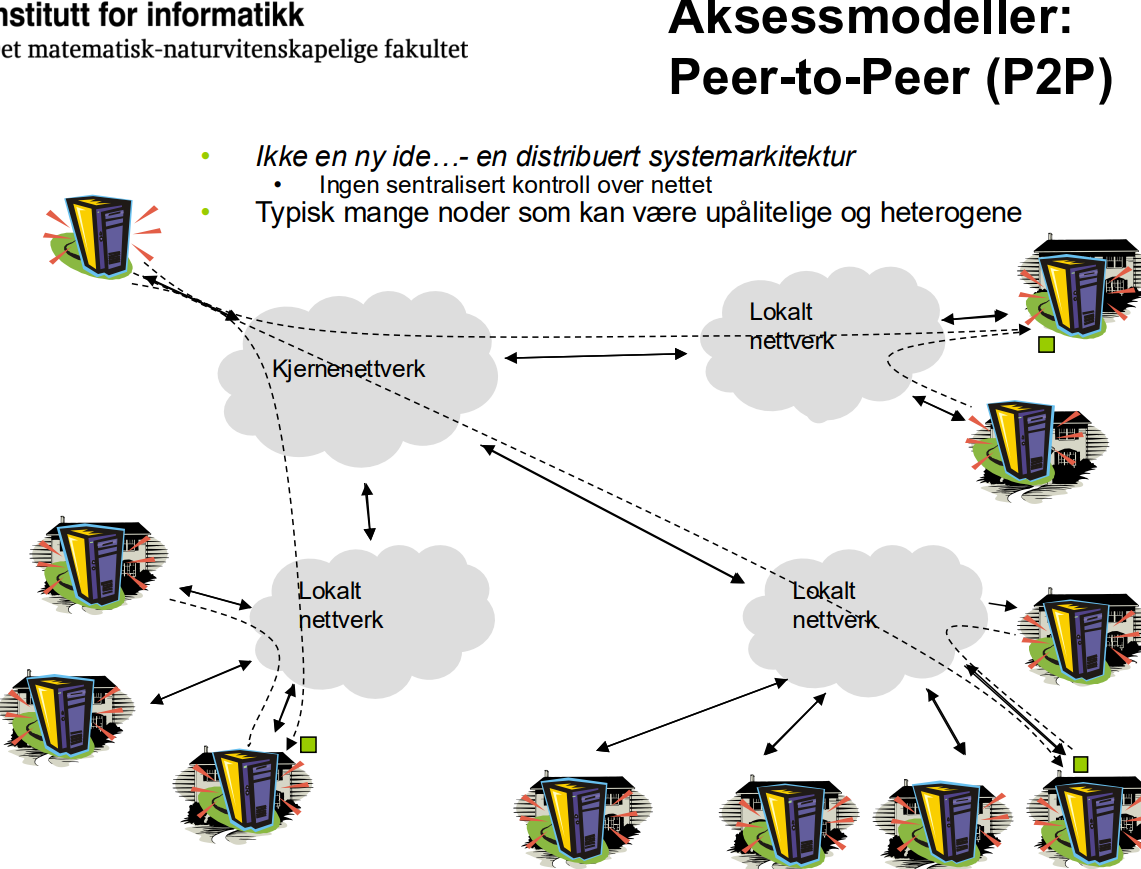 nstitutt for informatikk
et matematisk-naturvitenskapelige fakultet
Aksessmodeller:
Peer-to-Peer (P2P)
• Ikke en ny ide…- en distribuert systemarkitektur
• Ingen sentralisert kontroll over nettet
• Typisk mange noder som kan være upålitelige og heterogene
Lokalt
nettverk
Kjernenettverk
Lokalt
nettverk
Lokalt
nettverk